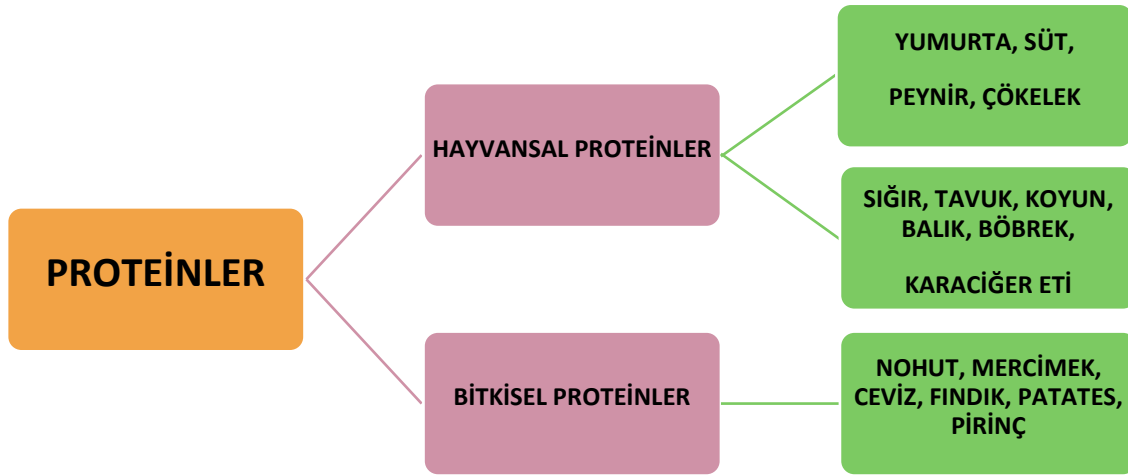 PROTEİNLER
HAYVANSAL PROTEİNLER
YUMURTA, SÜT,
PEYNİR, ÇÖKELEK
SIĞIR, TAVUK, KOYUN,
BALIK, BÖBREK,
KARACİĞER ETİ
BİTKİSEL PROTEİNLER
NOHUT, MERCİMEK,
CEVİZ, FINDIK, PATATES,
PİRİNÇ